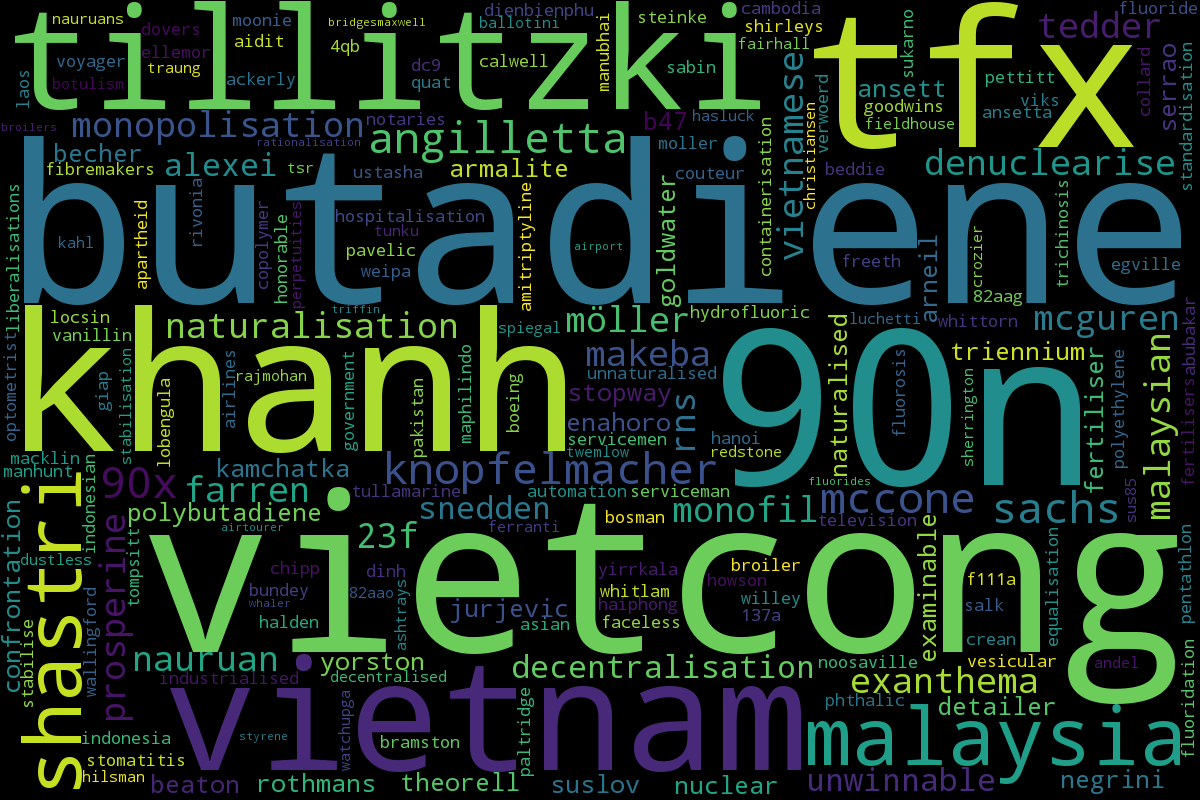 tillitzki
tfx
butadiene
khanh
90n
vietcong
vietnam
malaysia
shastri
nauruans
dovers
moonie
bridgesmaxwell
dienbienphu
ballotini
steinke
cambodia
shirleys
fluoride
tedder
voyager
ellemor
aidit
4qb
traung
botulism
ackerly
dc9
quat
calwell
sabin
manubhai
fairhall
sukarno
ansett
pettitt
goodwins
viks
ansetta
fieldhouse
collard
serrao
standardisation
laos
broilers
monopolisation
notaries
rationalisation
angilletta
b47
hasluck
moller
vietnamese
verwoerd
christiansen
containerisation
becher
fibremakers
alexei
tsr
ustasha
armalite
couteur
beddie
denuclearise
liberalisations
optometrist
kahl
apartheid
rivonia
copolymer
honorable
perpetuities
hospitalisation
tunku
pavelic
weipa
amitriptyline
airport
goldwater
freeth
arneil
crozier
82aag
trichinosis
egville
triffin
locsin
vanillin
naturalisation
spiegal
möller
hydrofluoric
luchetti
whittorn
mcguren
makeba
unnaturalised
naturalised
triennium
malaysian
fertilisersabubakar
giap
stabilisation
lobengula
airlines
rajmohan
government
pakistan
maphilindo
boeing
stopway
enahoro
servicemen
twemlow
rns
hanoi
redstone
fluorosis
fluorides
sherrington
fertiliser
polyethylene
macklin
manhunt
indonesian
kamchatka
knopfelmacher
90x
farren
tullamarine
automation
serviceman
mccone
sachs
sus85
confrontation
polybutadiene
snedden
bosman
monofil
television
23f
airtourer
ferranti
dustless
prosperine
tompsitt
chipp
bundey
whaler
halden
dinh
82aao
ashtrays
jurjevic
asian
yirrkala
whitlam
haiphong
faceless
broiler
howson
willey
137a
examinable
f111a
salk
crean
equalisation
pentathlon
stabilise
wallingford
nauruan
industrialised
yorston
decentralised
decentralisation
noosaville
vesicular
andel
exanthema
phthalic
detailer
fluoridation
indonesia
stomatitis
hilsman
styrene
watchupga
bramston
paltridge
beaton
rothmans
theorell
suslov
nuclear
unwinnable
negrini